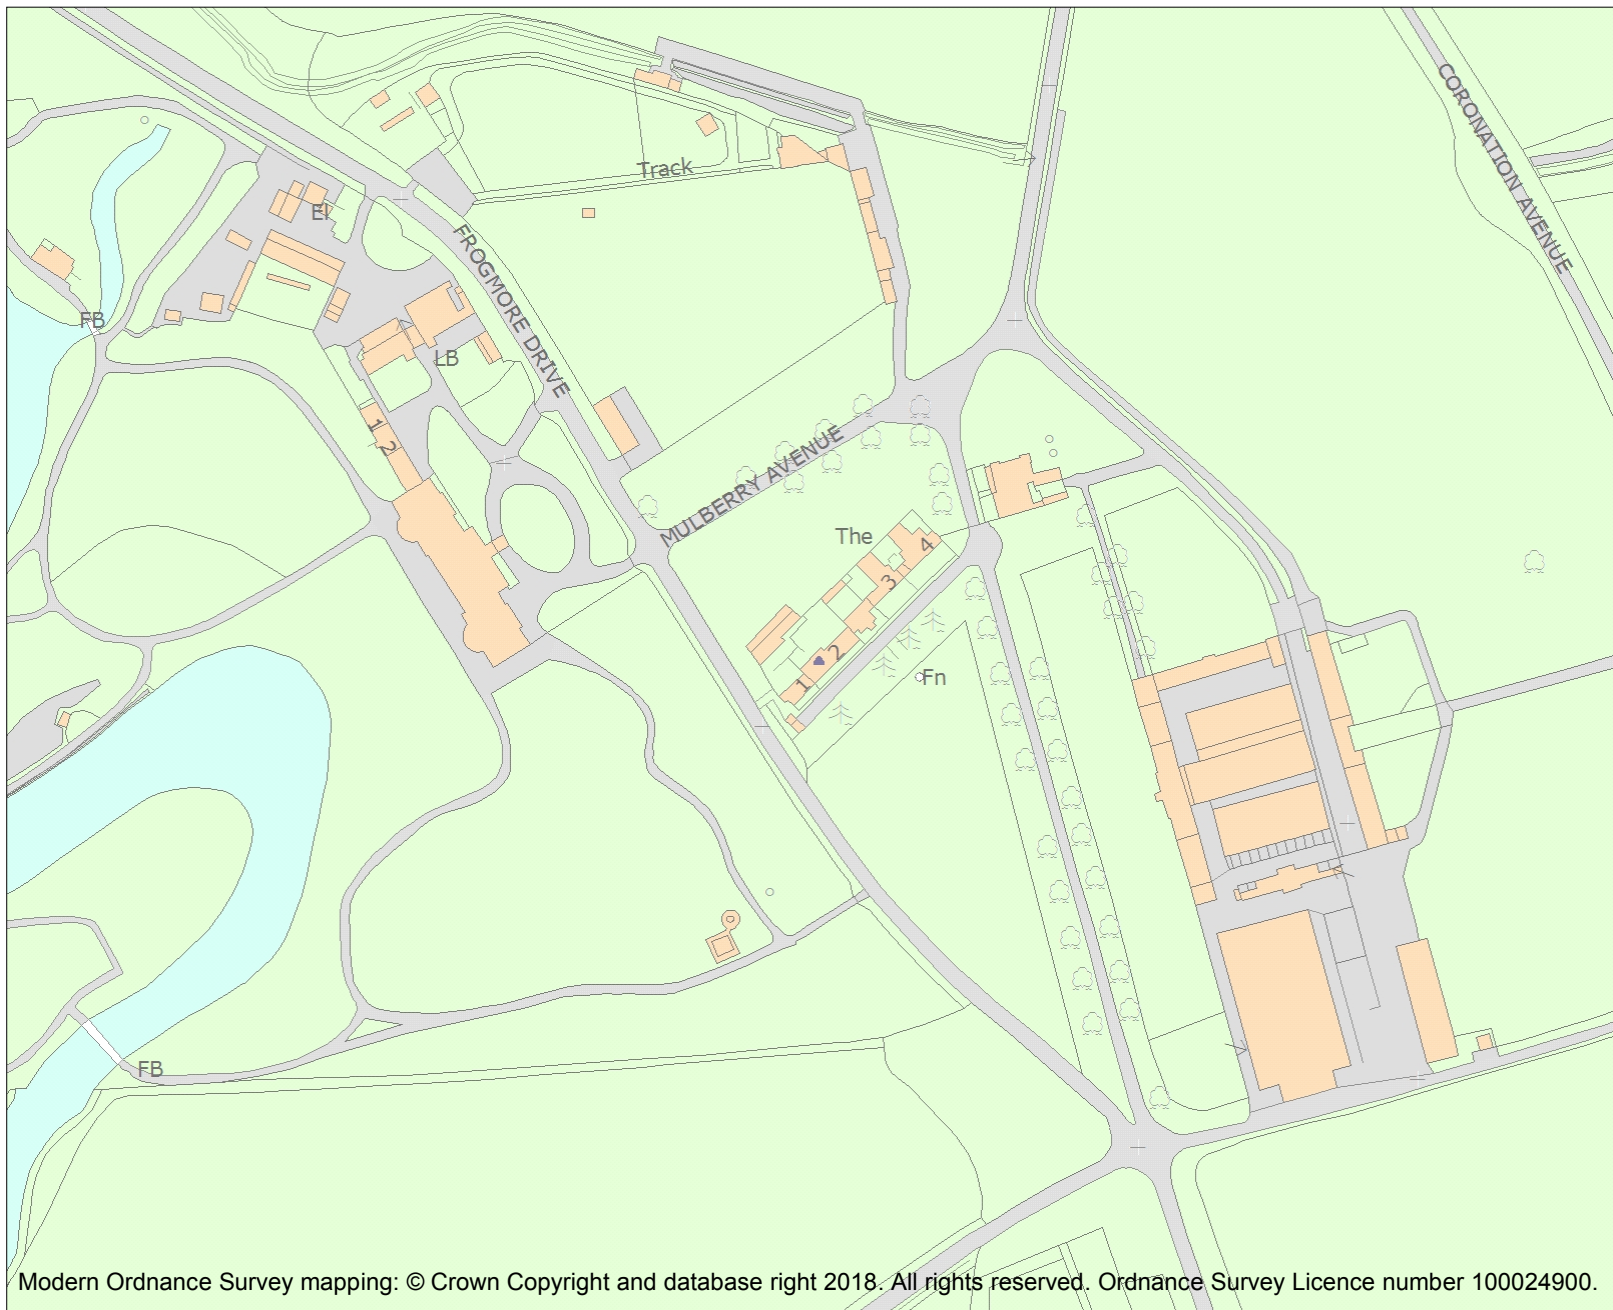 CORONATION AVENUE
Track
El
FROGMORE DRIVE
FB
LB
1
2
MULBERRY AVENUE
The
4
3
2
1
Fn
FB
Modern Ordnance Survey mapping: © Crown Copyright and database right 2018. All rights reserved. Ordnance Survey Licence number 100024900.